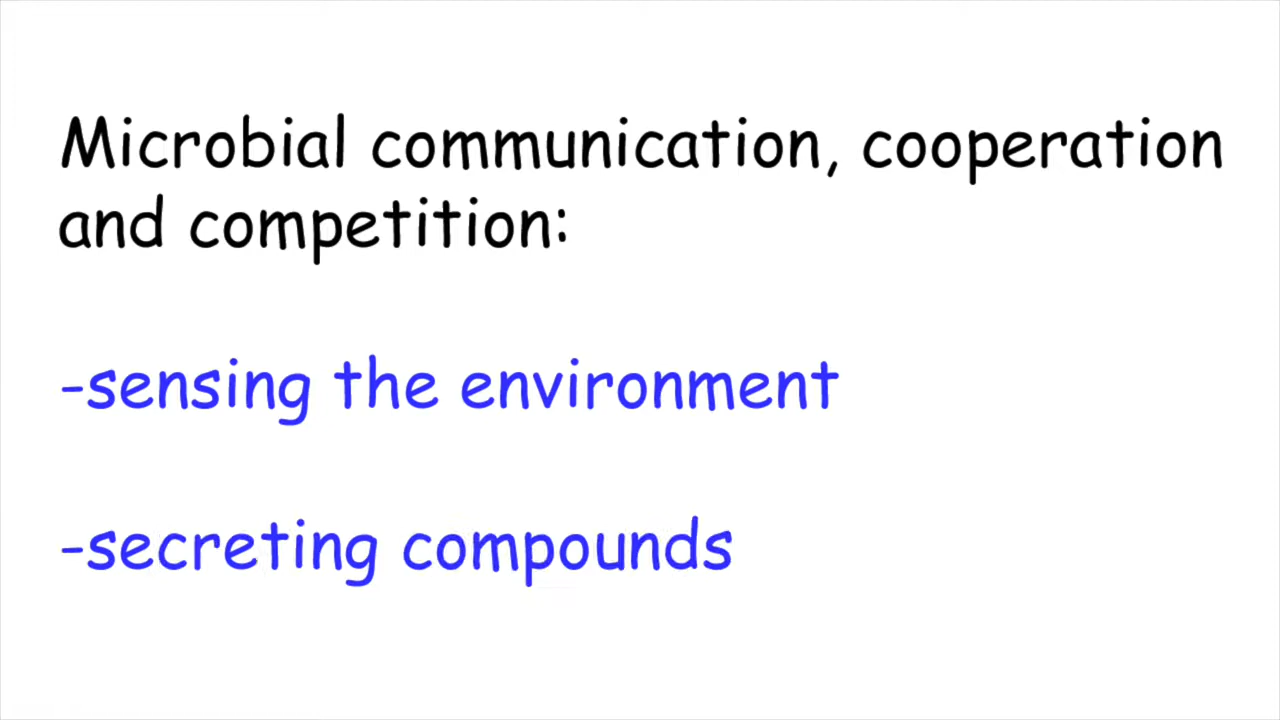 Microbial communication, cooperation
and competition:
-sensing the environment
-secreting compounds